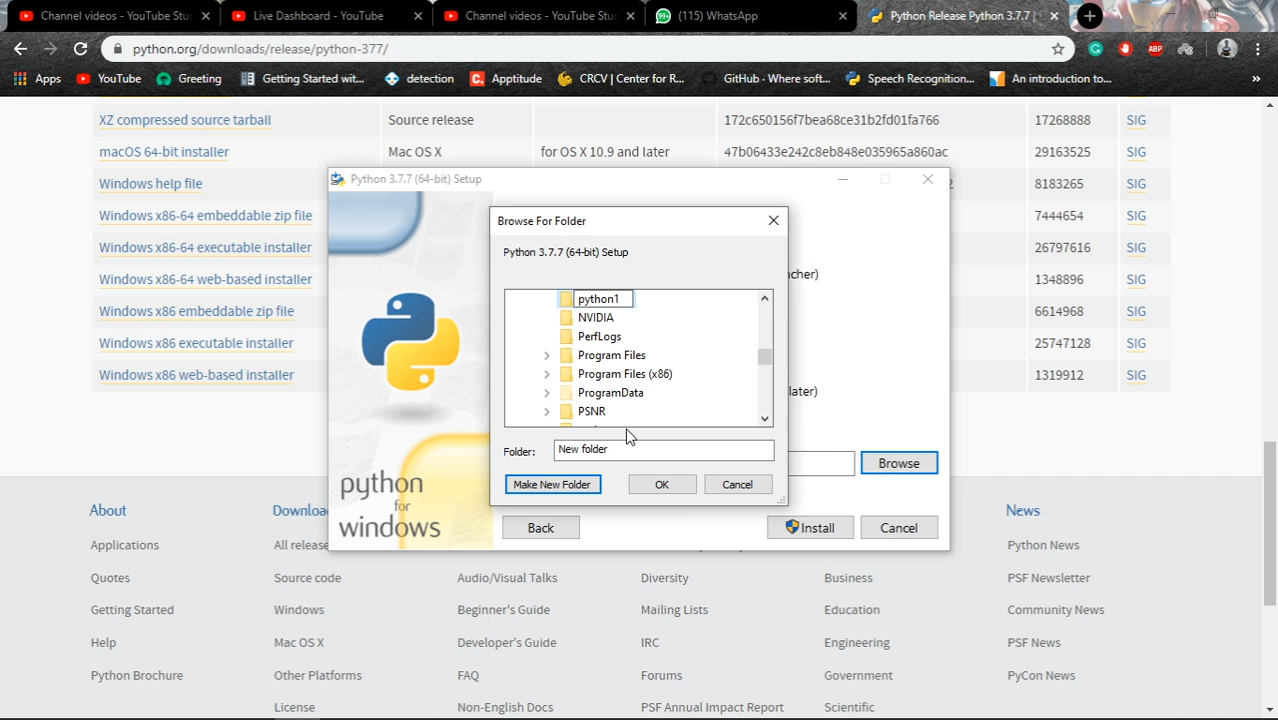 Channel videos - YouTube Stu
Live Dashboard - YouTube
Channel videos - YouTube Stu
(115) WhatsApp
Python Release Python 3.7.7 |
python.org/downloads/release/python-377/
ABP
Apps
YouTube
Greeting
Getting Started wit...
detection
Apptitude
CRCV | Center for R...
GitHub · Where soft...
Speech Recognition...
An introduction to...
»
XZ compressed source tarball
Source release
172c650156f7bea68ce31b2fd01fa766
17268888
SIG
macOS 64-bit installer
Mac OS X
for OS X 10.9 and later
47b06433e242c8eb848e035965a860ac
29163525
SIG
Windows help file
2
8183265
SIG
Windows x86-64 embeddable zip file
7444654
SIG
Windows x86-64 executable installer
26797616
SIG
Windows x86-64 web-based installer
1348896
SIG
Windows x86 embeddable zip file
6614968
SIG
Windows x86 executable installer
25747128
SIG
Windows x86 web-based installer
1319912
SIG
Python 3.7.7 (64-bit) Setup
Browse For Folder
Python 3.7.7 (64-bit) Setup
cher)
python1
NVIDIA
PerfLogs
Program Files
Program Files (x86)
ProgramData
PSNR
later)
Folder:
New folder
Browse
Make New Folder
OK
Cancel
python
for
windows
Back
Install
Cancel
About
Applications
Quotes
Getting Started
Help
Python Brochure
Downloa
All release
Source code
Windows
Mac OS X
Other Platforms
License
Audio/Visual Talks
Beginner's Guide
Developer's Guide
FAQ
Non-English Docs
Diversity
Mailing Lists
IRC
Forums
PSF Annual Impact Report
Business
Education
Engineering
Government
Scientific
News
Python News
PSF Newsletter
Community News
PSF News
PyCon News